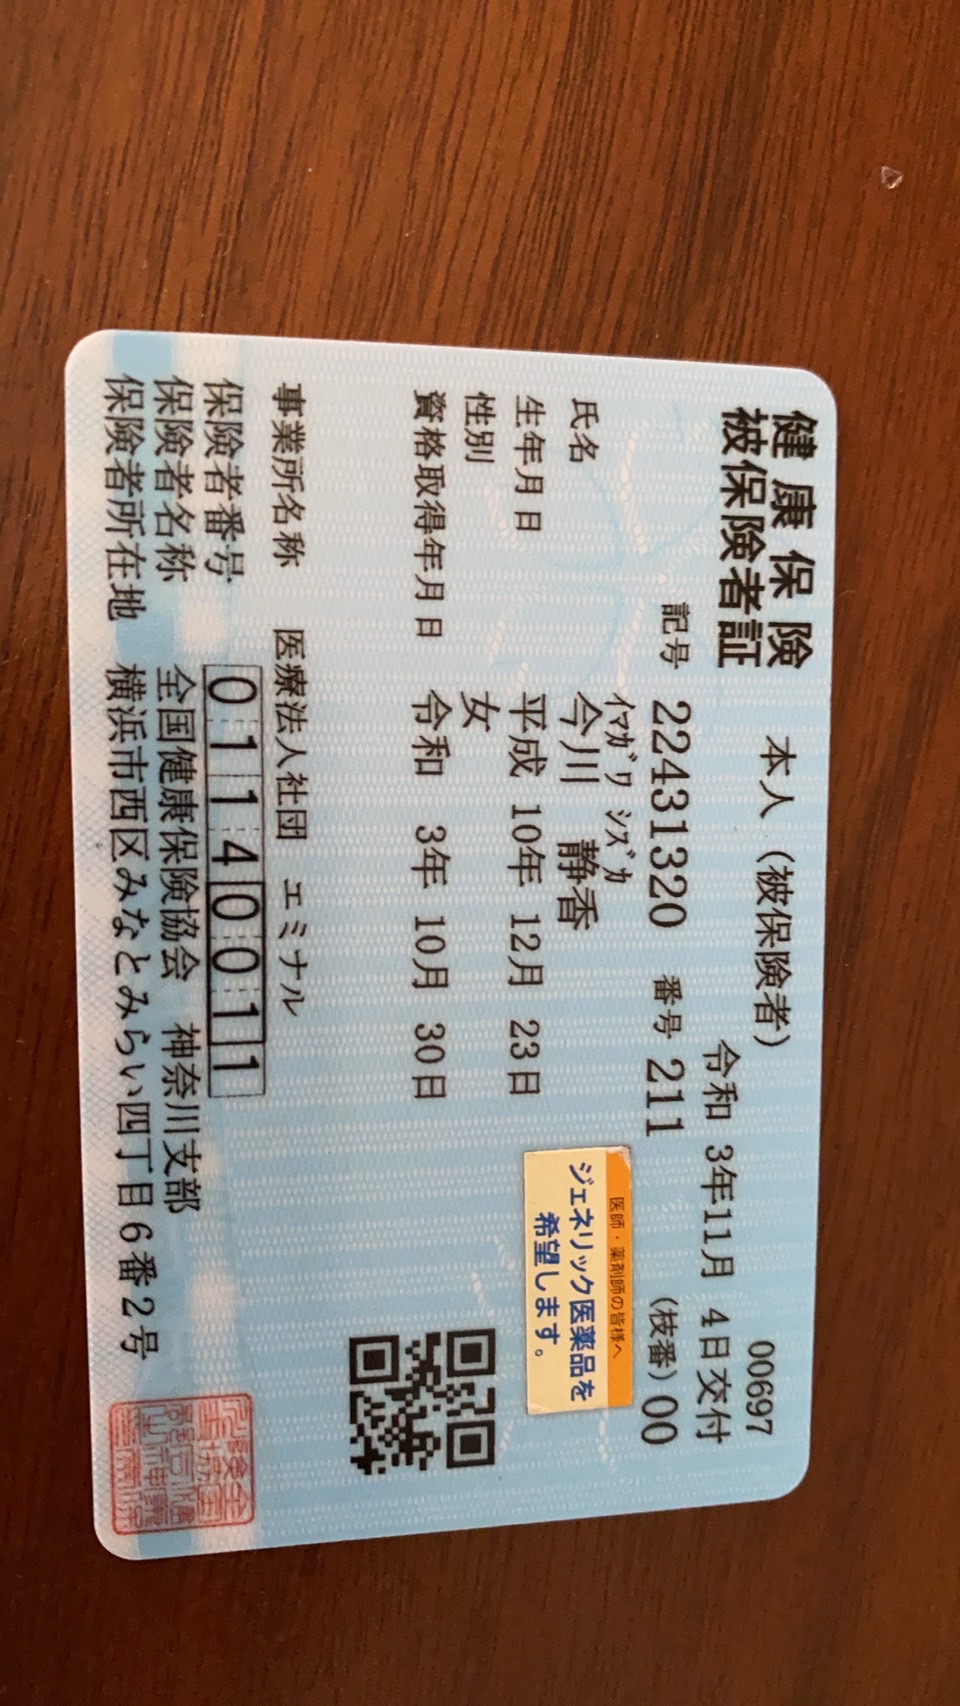 健康保険 本人（被保険者） 00697
被保険者証 令和 3年11月 4日交付
記号 22431320 番号 211 (枝番) 00
ｲﾏｶﾞﾜ ｼｽﾞｶ
氏名 今川 静香
生年月日 平成 10年 12月 23日
性別 女
資格取得年月日 令和 3年 10月 30日
医師・薬剤師の皆様へ
ジェネリック医薬品を
希望します。
事業所名称 医療法人社団 エミナル
保険者番号 01140011
保険者名称 全国健康保険協会 神奈川支部
保険者所在地 横浜市西区みなとみらい四丁目6番2号